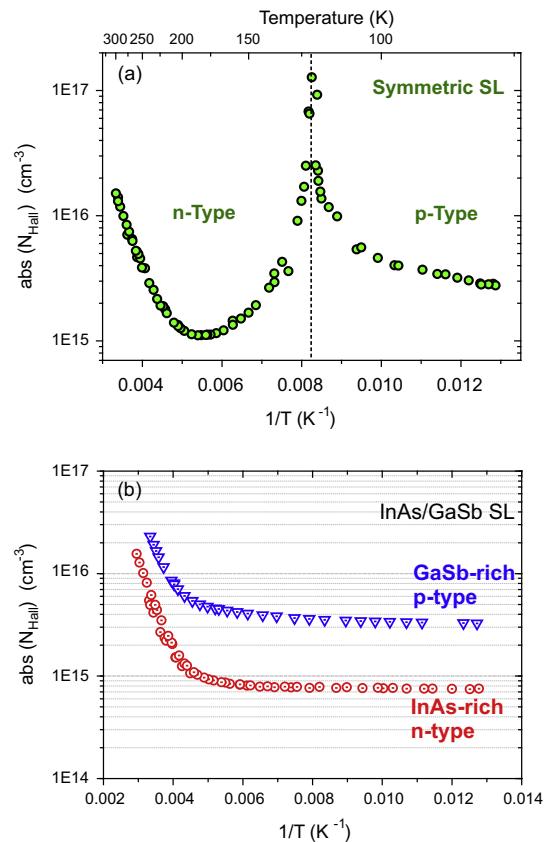 Temperature (K)
300 250 200 150 100
(a)
Symmetric SL
n-Type
p-Type
abs (N_Hall) (cm-3)
1E17
1E16
1E15
0.004 0.006 0.008 0.010 0.012
1/T (K-1)
(b)
InAs/GaSb SL
GaSb-rich
p-type
InAs-rich
n-type
abs (N_Hall) (cm-3)
1E17
1E16
1E15
1E14
0.002 0.004 0.006 0.008 0.010 0.012 0.014
1/T (K-1)